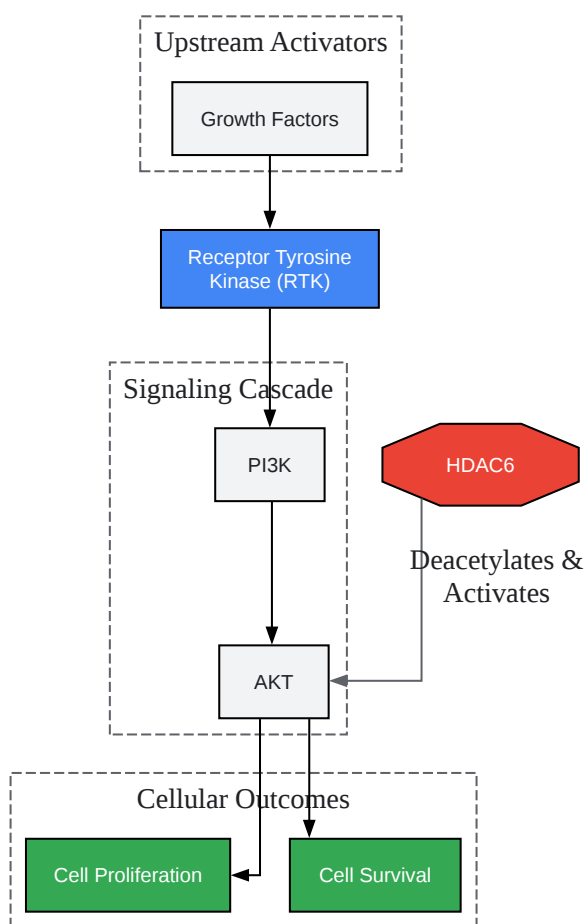 Upstream Activators
Growth Factors
Receptor Tyrosine
Kinase (RTK)
Signaling Cascade
PI3K
HDAC6
Deacetylates &
Activates
AKT
Cellular Outcomes
Cell Proliferation
Cell Survival